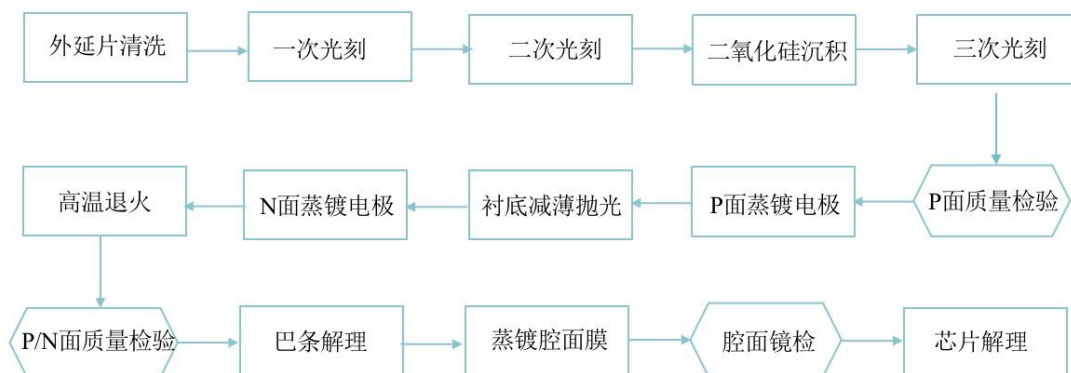 外延片清洗
一次光刻
二次光刻
二氧化硅沉积
三次光刻
P面质量检验
P面蒸镀电极
衬底减薄抛光
N面蒸镀电极
高温退火
P/N面质量检验
巴条解理
蒸镀腔面膜
腔面镜检
芯片解理